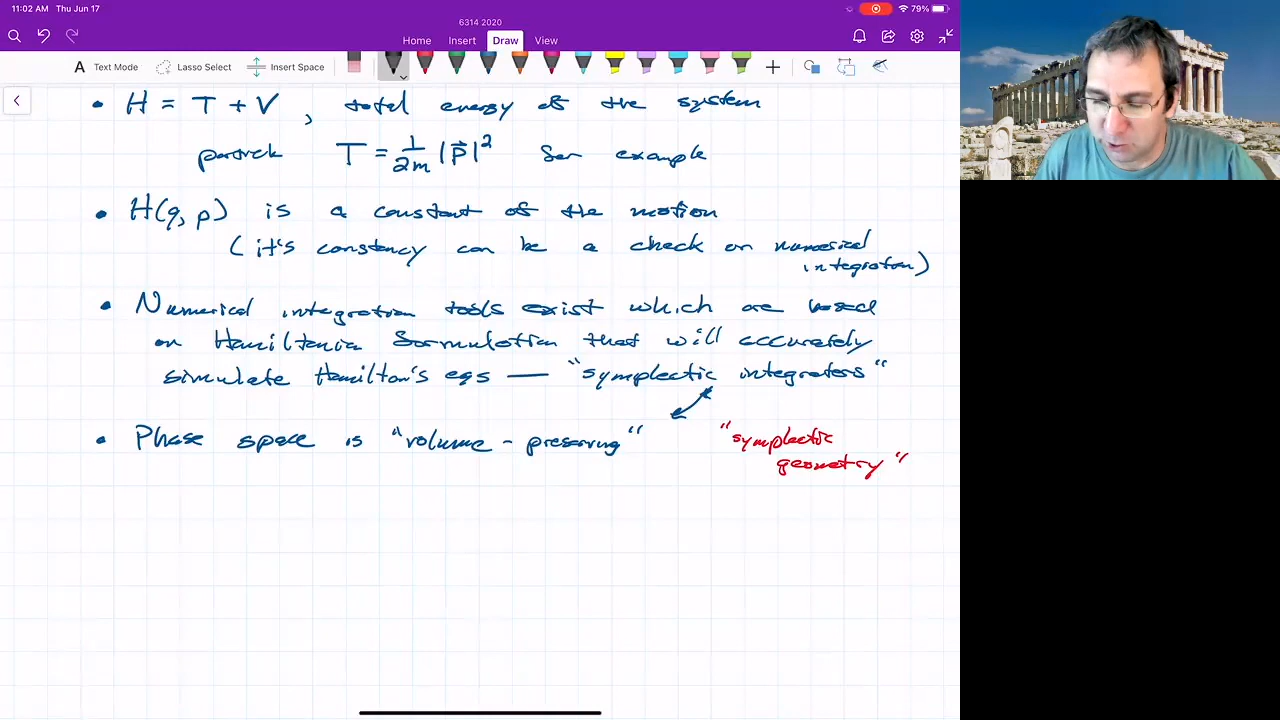 11:02 AM Thu Jun 17
79%
6314 2020
Home Insert Draw View
Text Mode Lasso Select Insert Space
• H = T + V , total energy of the system
particle T = 1/2m |p⃗|² for example
• H(q, p) is a constant of the motion
(it's constancy can be a check on numerical
integration)
• Numerical integration tools exist which are based
on Hamiltonian formulation that will accurately
simulate Hamilton's eqs — "symplectic integrators"
• Phase space is "volume-preserving" "symplectic
geometry"